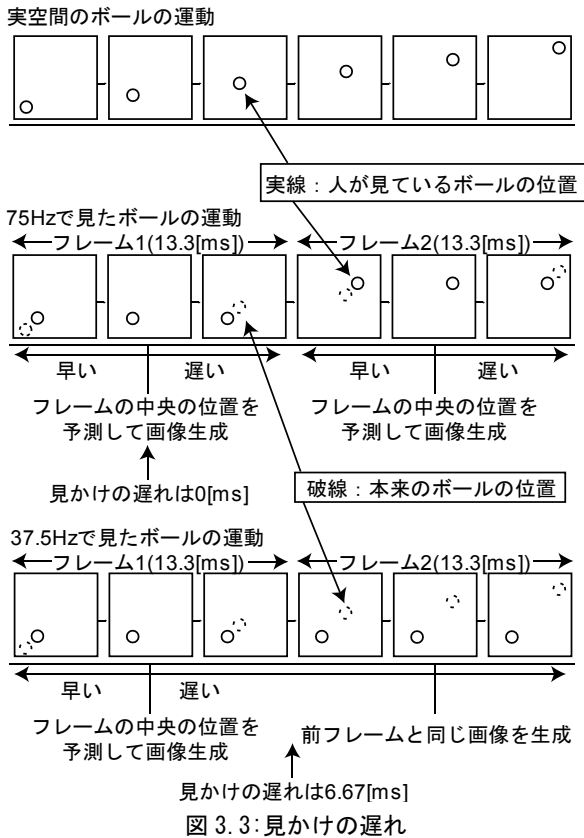 実空間のボールの運動
実線：人が見ているボールの位置
75Hzで見たボールの運動
フレーム1(13.3[ms]) フレーム2(13.3[ms])
早い 遅い 早い 遅い
フレームの中央の位置を フレームの中央の位置を
予測して画像生成 予測して画像生成
見かけの遅れは0[ms]
破線：本来のボールの位置
37.5Hzで見たボールの運動
フレーム1(13.3[ms]) フレーム2(13.3[ms])
早い 遅い
フレームの中央の位置を 前フレームと同じ画像を生成
予測して画像生成
見かけの遅れは6.67[ms]
図 3.3:見かけの遅れ